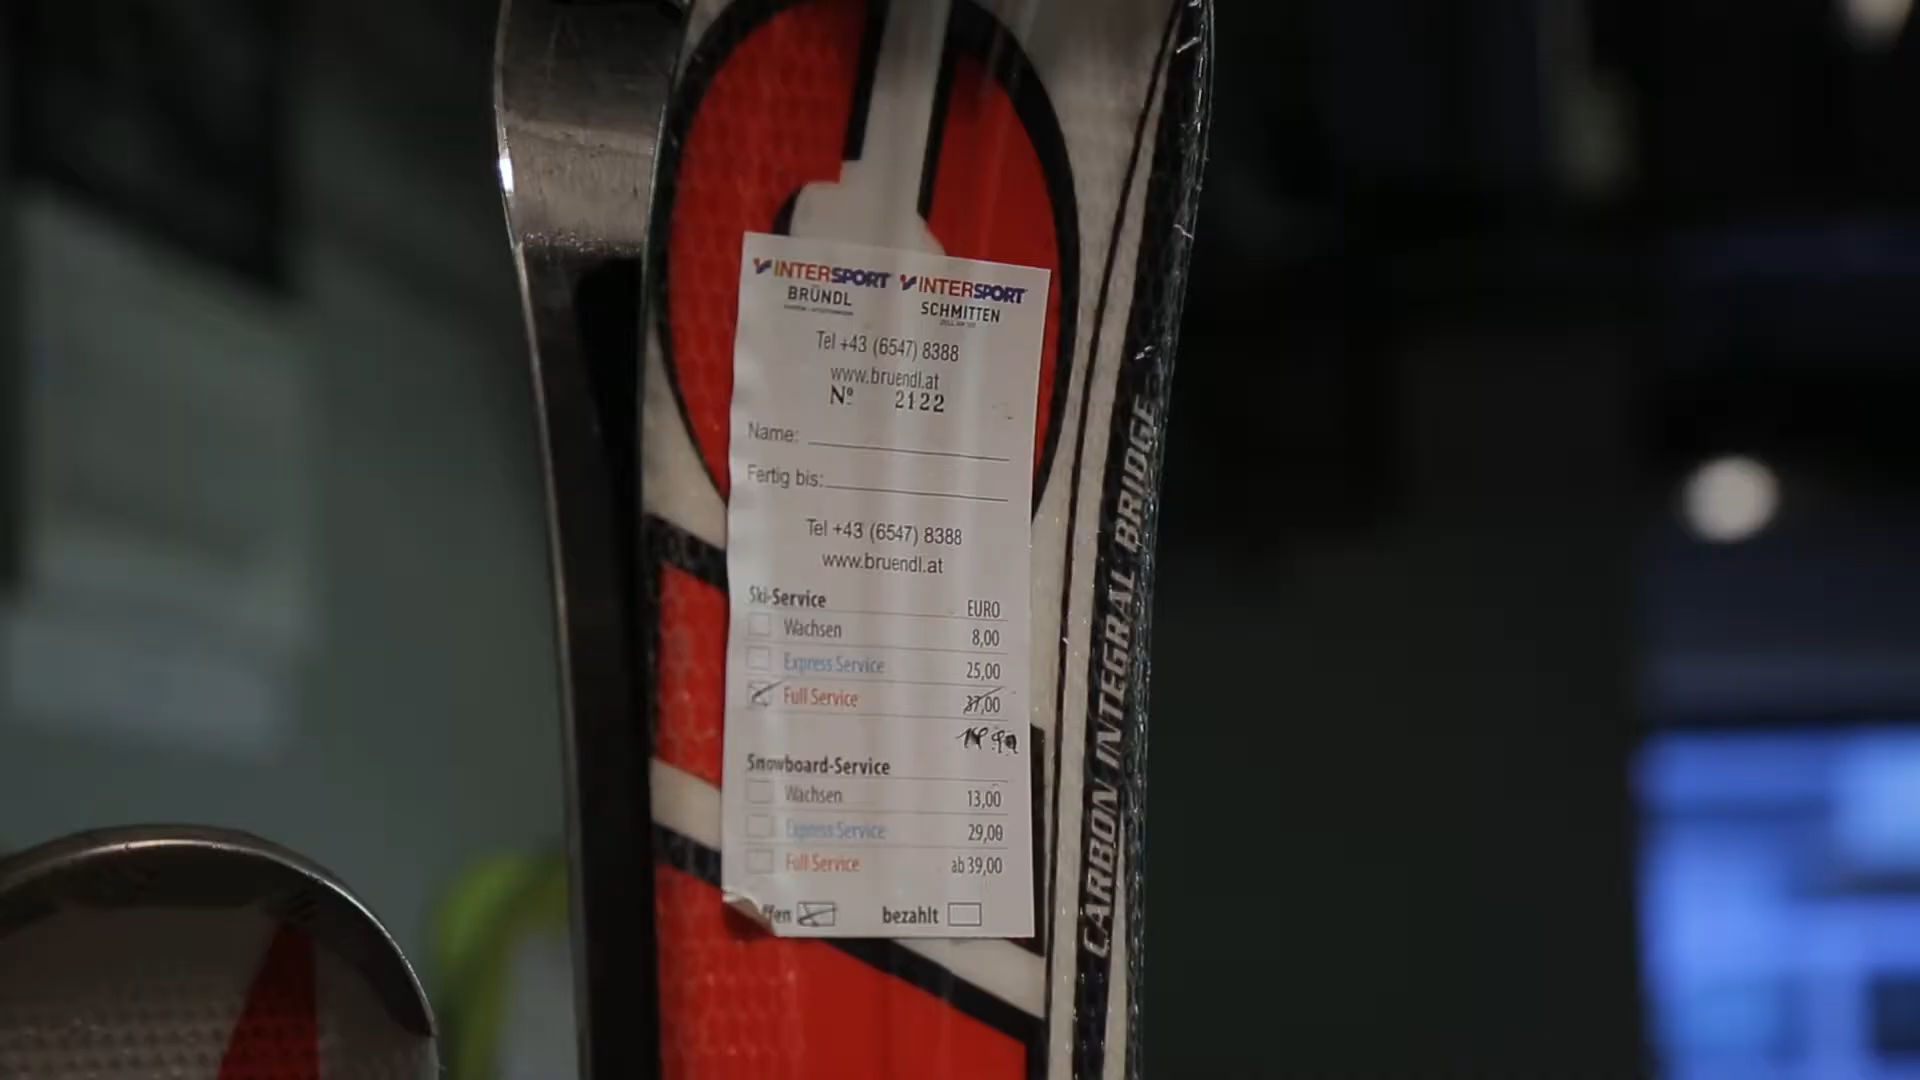 INTERSPORT INTERSPORT
BRÜNDL SCHMITTEN
Tel +43 (6547) 8388
www.bruendl.at
Nº 2122
Name:
Fertig bis:
Tel +43 (6547) 8388
www.bruendl.at
Ski-Service EURO
Wachsen 8,00
Express Service 25,00
Full Service 37,00
Snowboard-Service
Wachsen 13,00
Express Service 29,00
Full Service ab 39,00
bezahlt
CARBON INTEGRAL BRIDGE